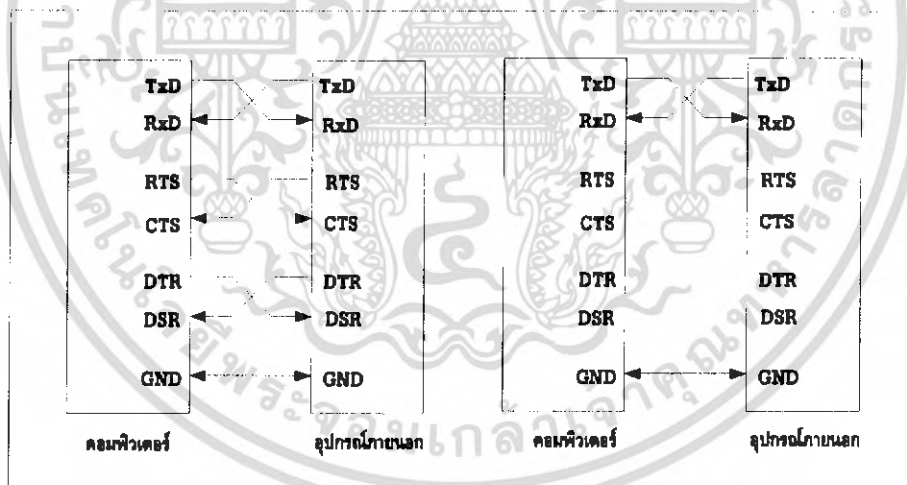 TxD TxD TxD TxD
RxD RxD RxD RxD
RTS RTS RTS RTS
CTS CTS CTS CTS
DTR DTR DTR DTR
DSR DSR DSR DSR
GND GND GND GND
คอมพิวเตอร์ อุปกรณ์ภายนอก คอมพิวเตอร์ อุปกรณ์ภายนอก